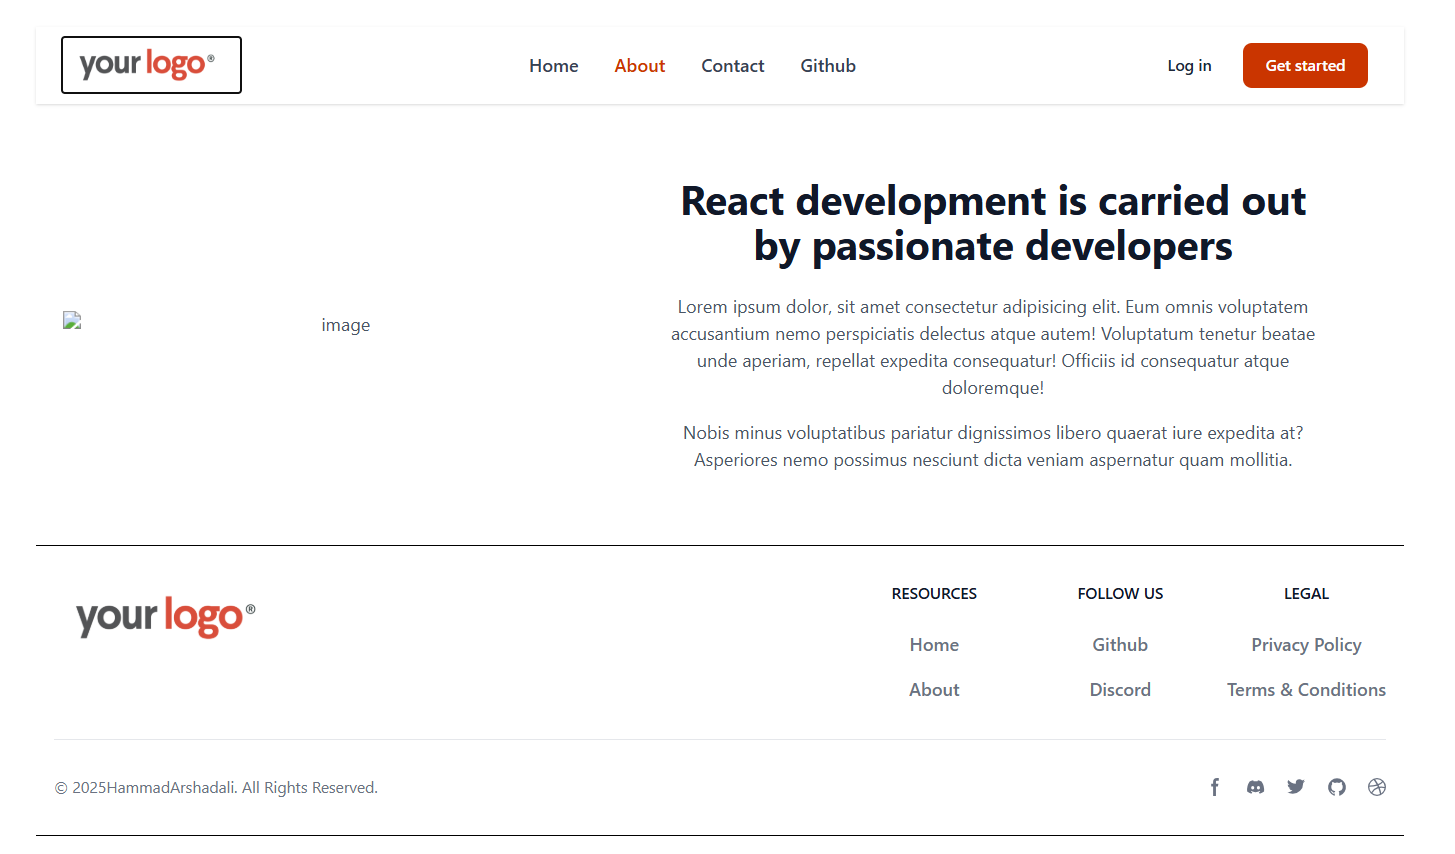 your logo®
Home About Contact Github
Log in Get started
React development is carried out
by passionate developers
image
Lorem ipsum dolor, sit amet consectetur adipisicing elit. Eum omnis voluptatem
accusantium nemo perspiciatis delectus atque autem! Voluptatum tenetur beatae
unde aperiam, repellat expedita consequatur! Officiis id consequatur atque
doloremque!
Nobis minus voluptatibus pariatur dignissimos libero quaerat iure expedita at?
Asperiores nemo possimus nesciunt dicta veniam aspernatur quam mollitia.
your logo®
RESOURCES
Home
About
FOLLOW US
Github
Discord
LEGAL
Privacy Policy
Terms & Conditions
© 2025HammadArshadali. All Rights Reserved.